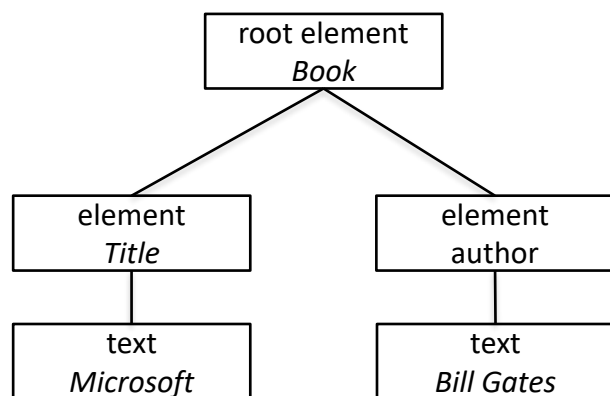 root element
Book
element
Title
element
author
text
Microsoft
text
Bill Gates